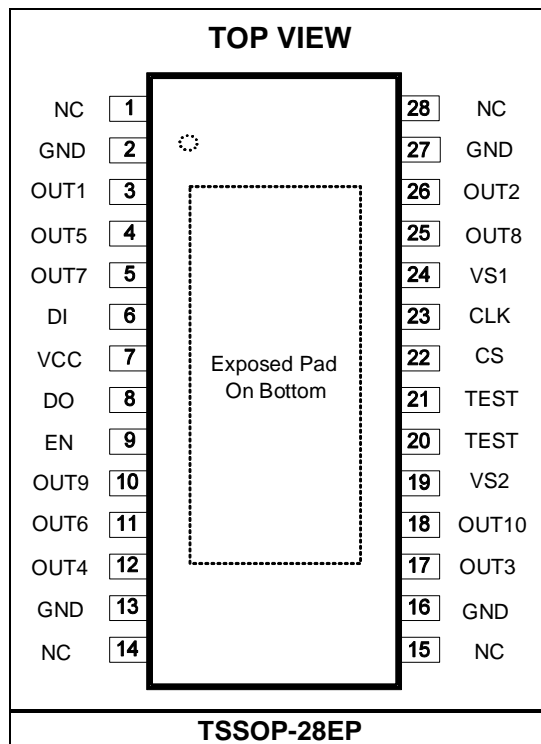 TOP VIEW
NC 1 28 NC
GND 2 27 GND
OUT1 3 26 OUT2
OUT5 4 25 OUT8
OUT7 5 24 VS1
DI 6 23 CLK
VCC 7 22 CS
Exposed Pad
On Bottom
DO 8 21 TEST
EN 9 20 TEST
OUT9 10 19 VS2
OUT6 11 18 OUT10
OUT4 12 17 OUT3
GND 13 16 GND
NC 14 15 NC
TSSOP-28EP